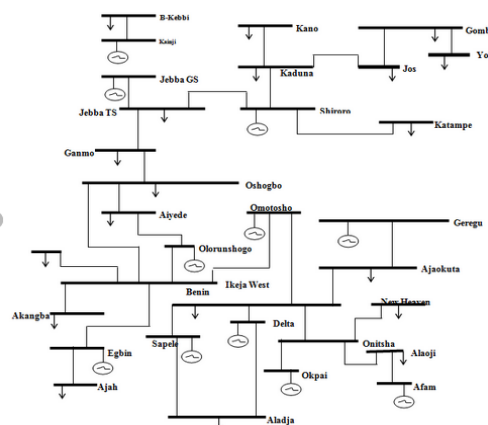 B-Kebbi
Kainji
Kano
Gomb
Yo
Jebba GS
Kaduna
Jos
Jebba TS
Shiroro
Katampe
Ganmo
Oshogbo
Aiyede
Omotosho
Geregu
Olorunshogo
Ajaokuta
Benin
Ikeja West
New Heaven
Akangba
Delta
Egbin
Sapele
Onitsha
Alaoji
Ajah
Okpai
Afam
Aladja